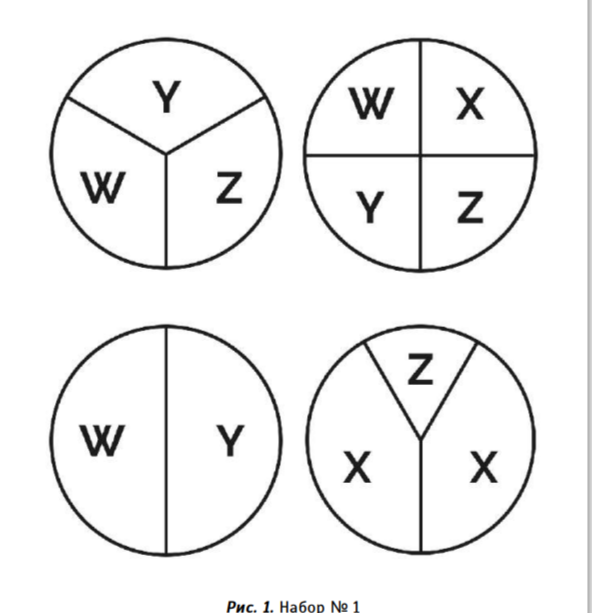 Y
W Z
W X
Y Z
W Y
Z
X X
Рис. 1. Набор № 1